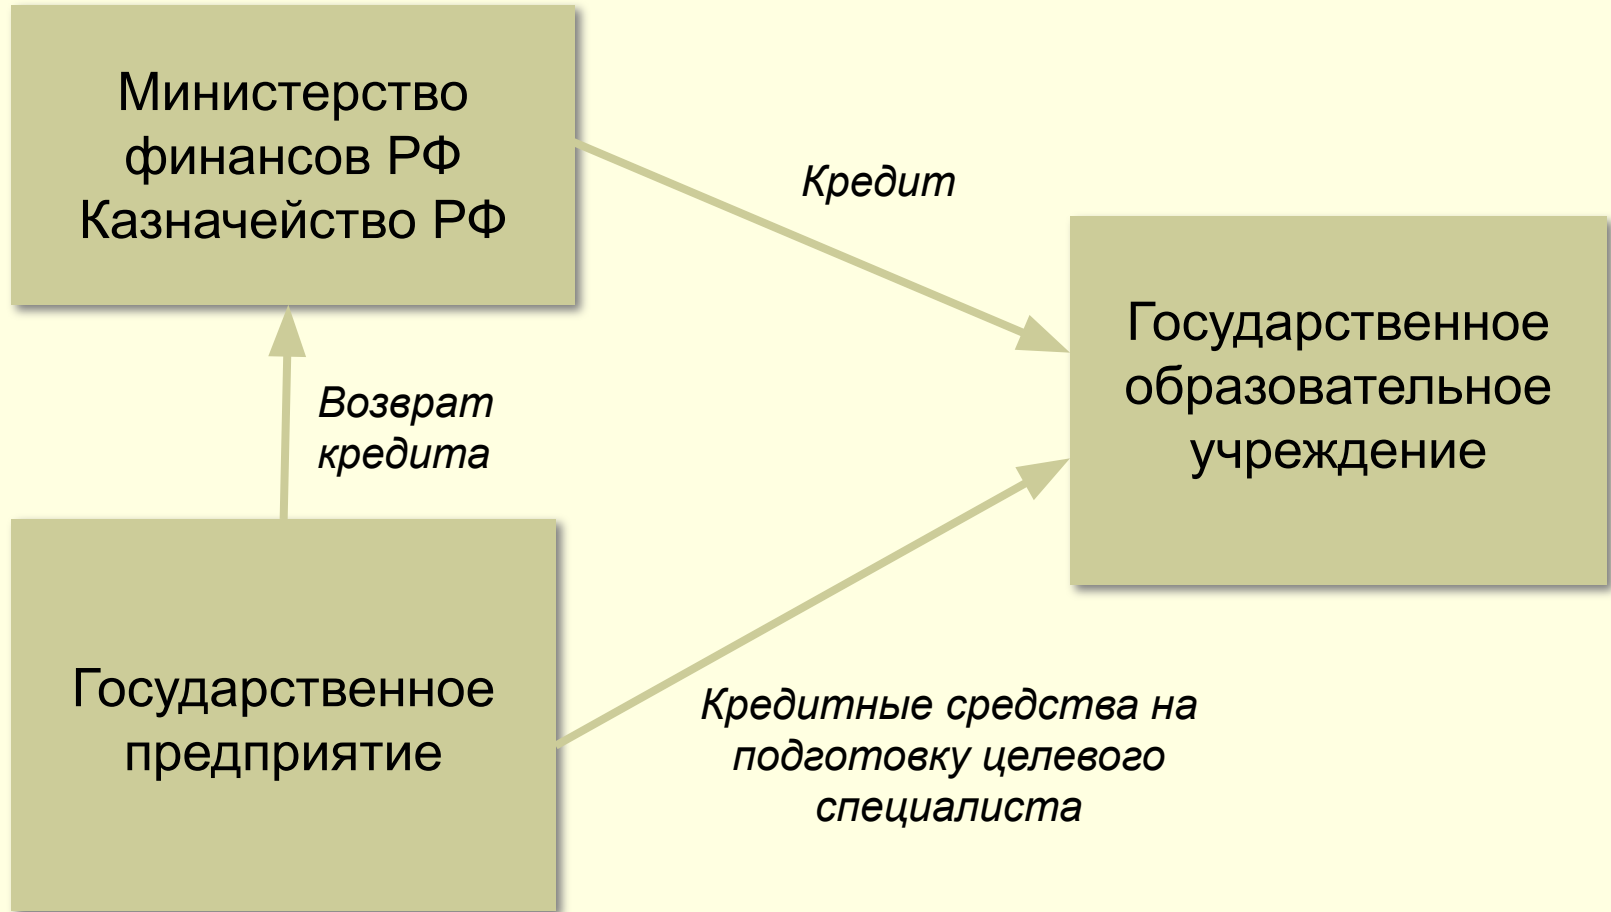 Министерство
финансов РФ
Казначейство РФ
Кредит
Государственное
образовательное
учреждение
Возврат
кредита
Государственное
предприятие
Кредитные средства на
подготовку целевого
специалиста